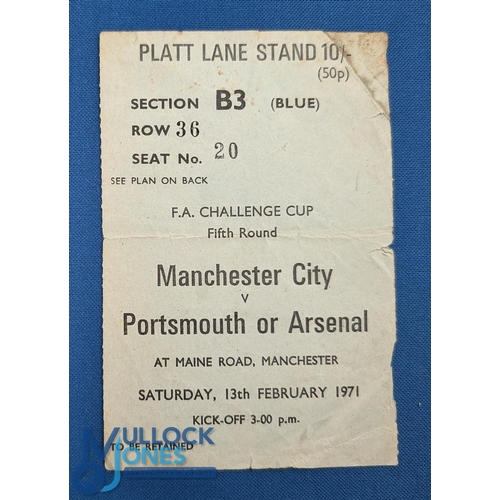 PLATT LANE STAND 10/-
(50p)
SECTION B3 (BLUE)
ROW 36
SEAT No. 20
SEE PLAN ON BACK
F.A. CHALLENGE CUP
Fifth Round
Manchester City
v
Portsmouth or Arsenal
AT MAINE ROAD, MANCHESTER
SATURDAY, 13th FEBRUARY 1971
KICK-OFF 3-00 p.m.
MULLOCK
JONES
TO BE RETAINED